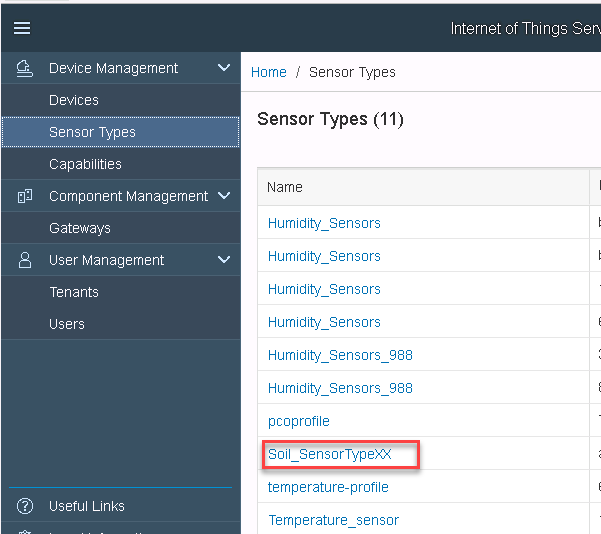 Internet of Things
Device Management
Home / Sensor Types
Devices
Sensor Types (11)
Sensor Types
Capabilities
Name
Component Management
Humidity_Sensors
Gateways
Humidity_Sensors
User Management
Humidity_Sensors
Tenants
Humidity_Sensors
Users
Humidity_Sensors_988
Humidity_Sensors_988
pcoprofile
Soil_SensorTypeXX
temperature-profile
Useful Links
Temperature_sensor